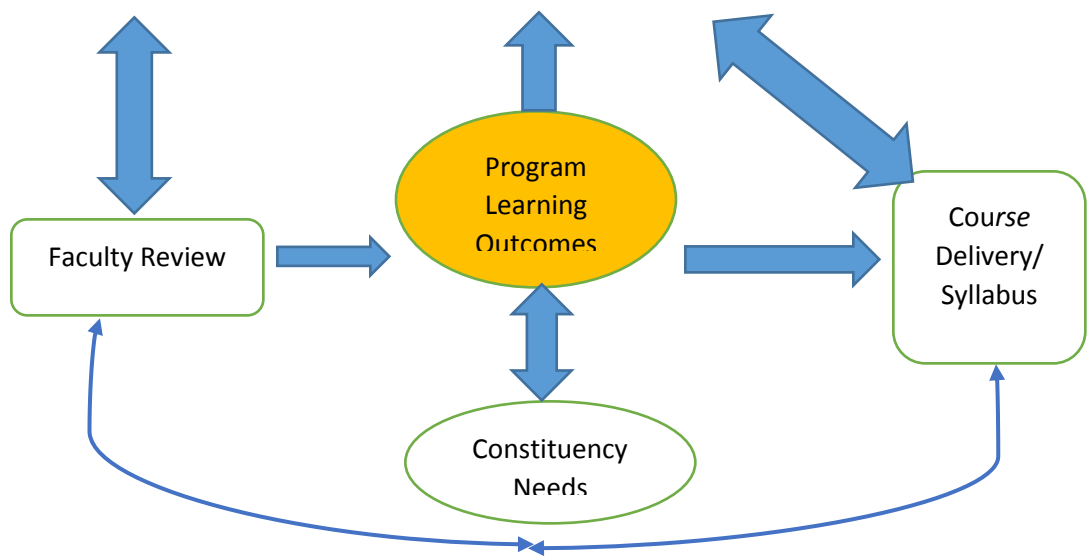 Program
Learning
Outcomes
Faculty Review
Course
Delivery/
Syllabus
Constituency
Needs